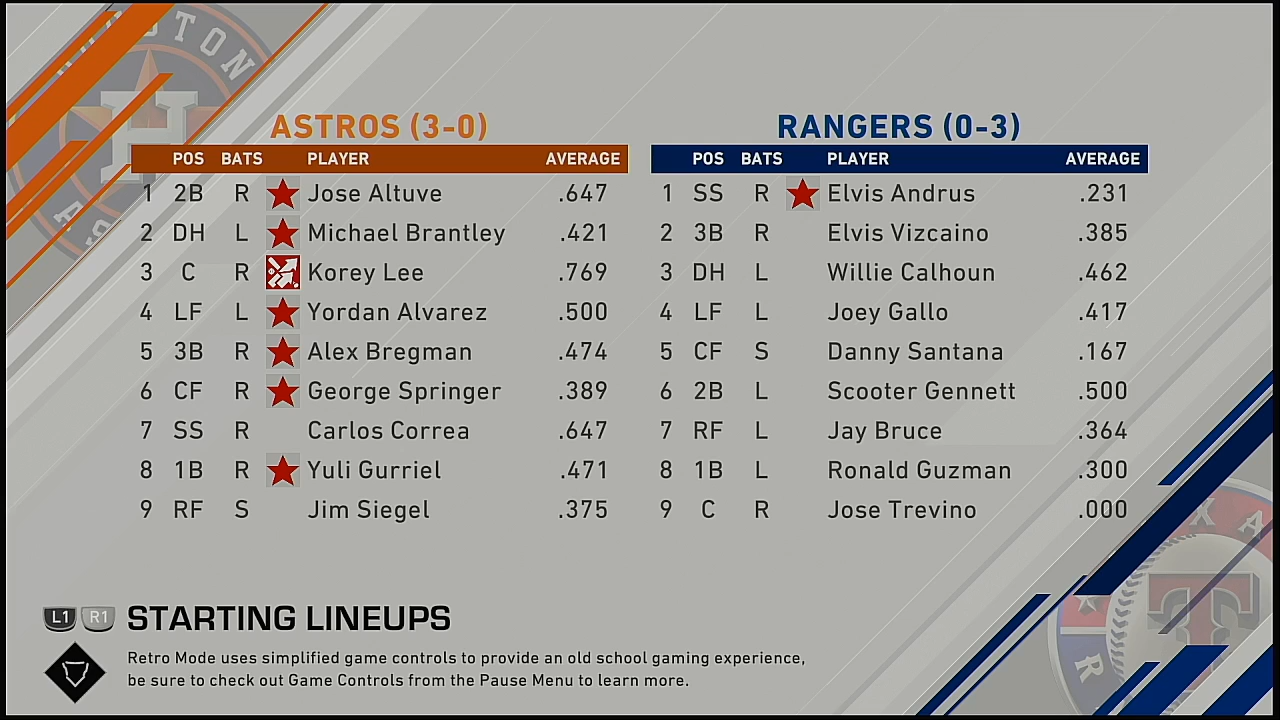 HOUSTON
ASTROS (3-0)
POS BATS PLAYER AVERAGE
1 2B R Jose Altuve .647
2 DH L Michael Brantley .421
3 C R Korey Lee .769
4 LF L Yordan Alvarez .500
5 3B R Alex Bregman .474
6 CF R George Springer .389
7 SS R Carlos Correa .647
8 1B R Yuli Gurriel .471
9 RF S Jim Siegel .375
RANGERS (0-3)
POS BATS PLAYER AVERAGE
1 SS R Elvis Andrus .231
2 3B R Elvis Vizcaino .385
3 DH L Willie Calhoun .462
4 LF L Joey Gallo .417
5 CF S Danny Santana .167
6 2B L Scooter Gennett .500
7 RF L Jay Bruce .364
8 1B L Ronald Guzman .300
9 C R Jose Trevino .000
L1 R1 STARTING LINEUPS
Retro Mode uses simplified game controls to provide an old school gaming experience,
be sure to check out Game Controls from the Pause Menu to learn more.